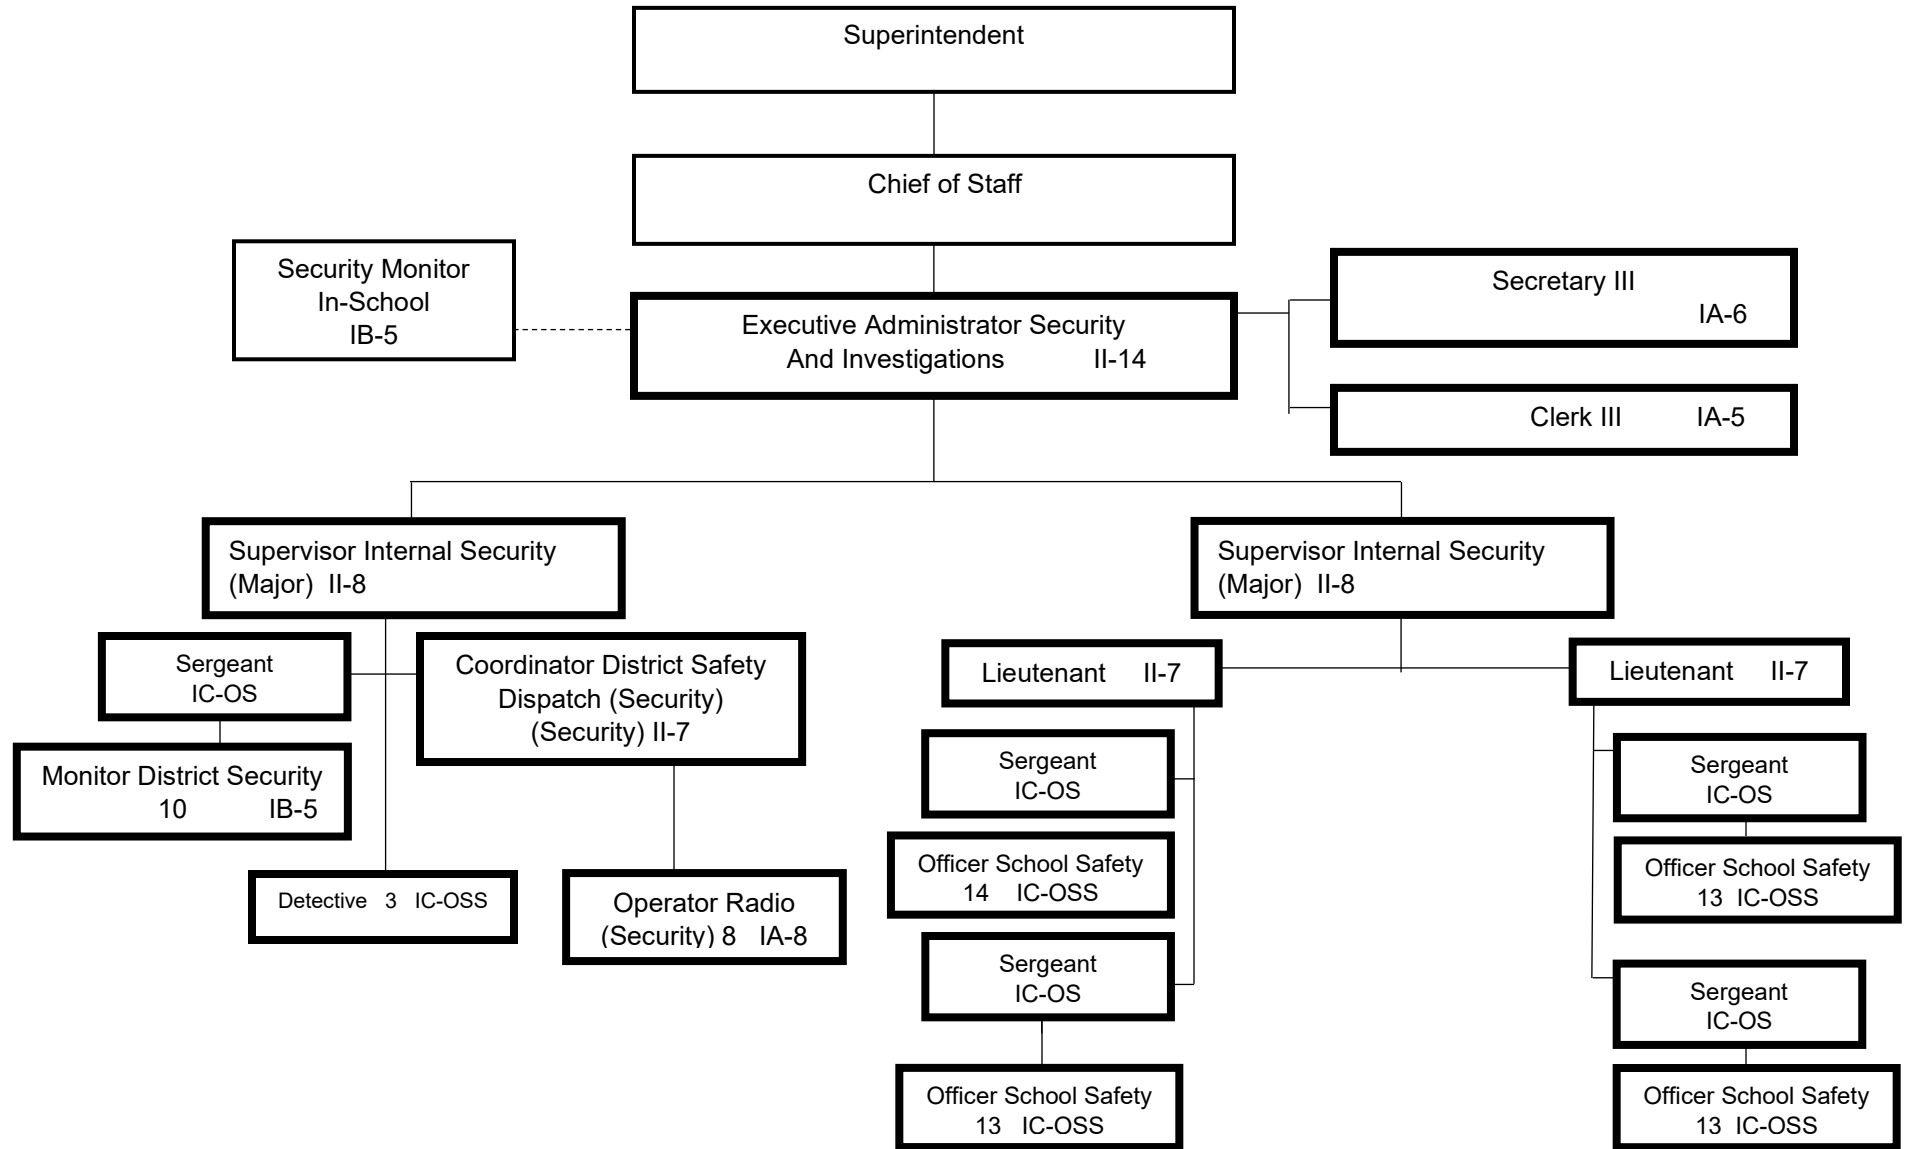 Superintendent
Chief of Staff
Security Monitor
In-School
IB-5
Executive Administrator Security
And Investigations II-14
Secretary III
IA-6
Clerk III IA-5
Supervisor Internal Security
(Major) II-8
Supervisor Internal Security
(Major) II-8
Sergeant
IC-OS
Coordinator District Safety
Dispatch (Security)
(Security) II-7
Monitor District Security
10 IB-5
Detective 3 IC-OSS
Operator Radio
(Security) 8 IA-8
Lieutenant II-7
Lieutenant II-7
Sergeant
IC-OS
Officer School Safety
14 IC-OSS
Sergeant
IC-OS
Officer School Safety
13 IC-OSS
Sergeant
IC-OS
Officer School Safety
13 IC-OSS
Sergeant
IC-OS
Officer School Safety
13 IC-OSS